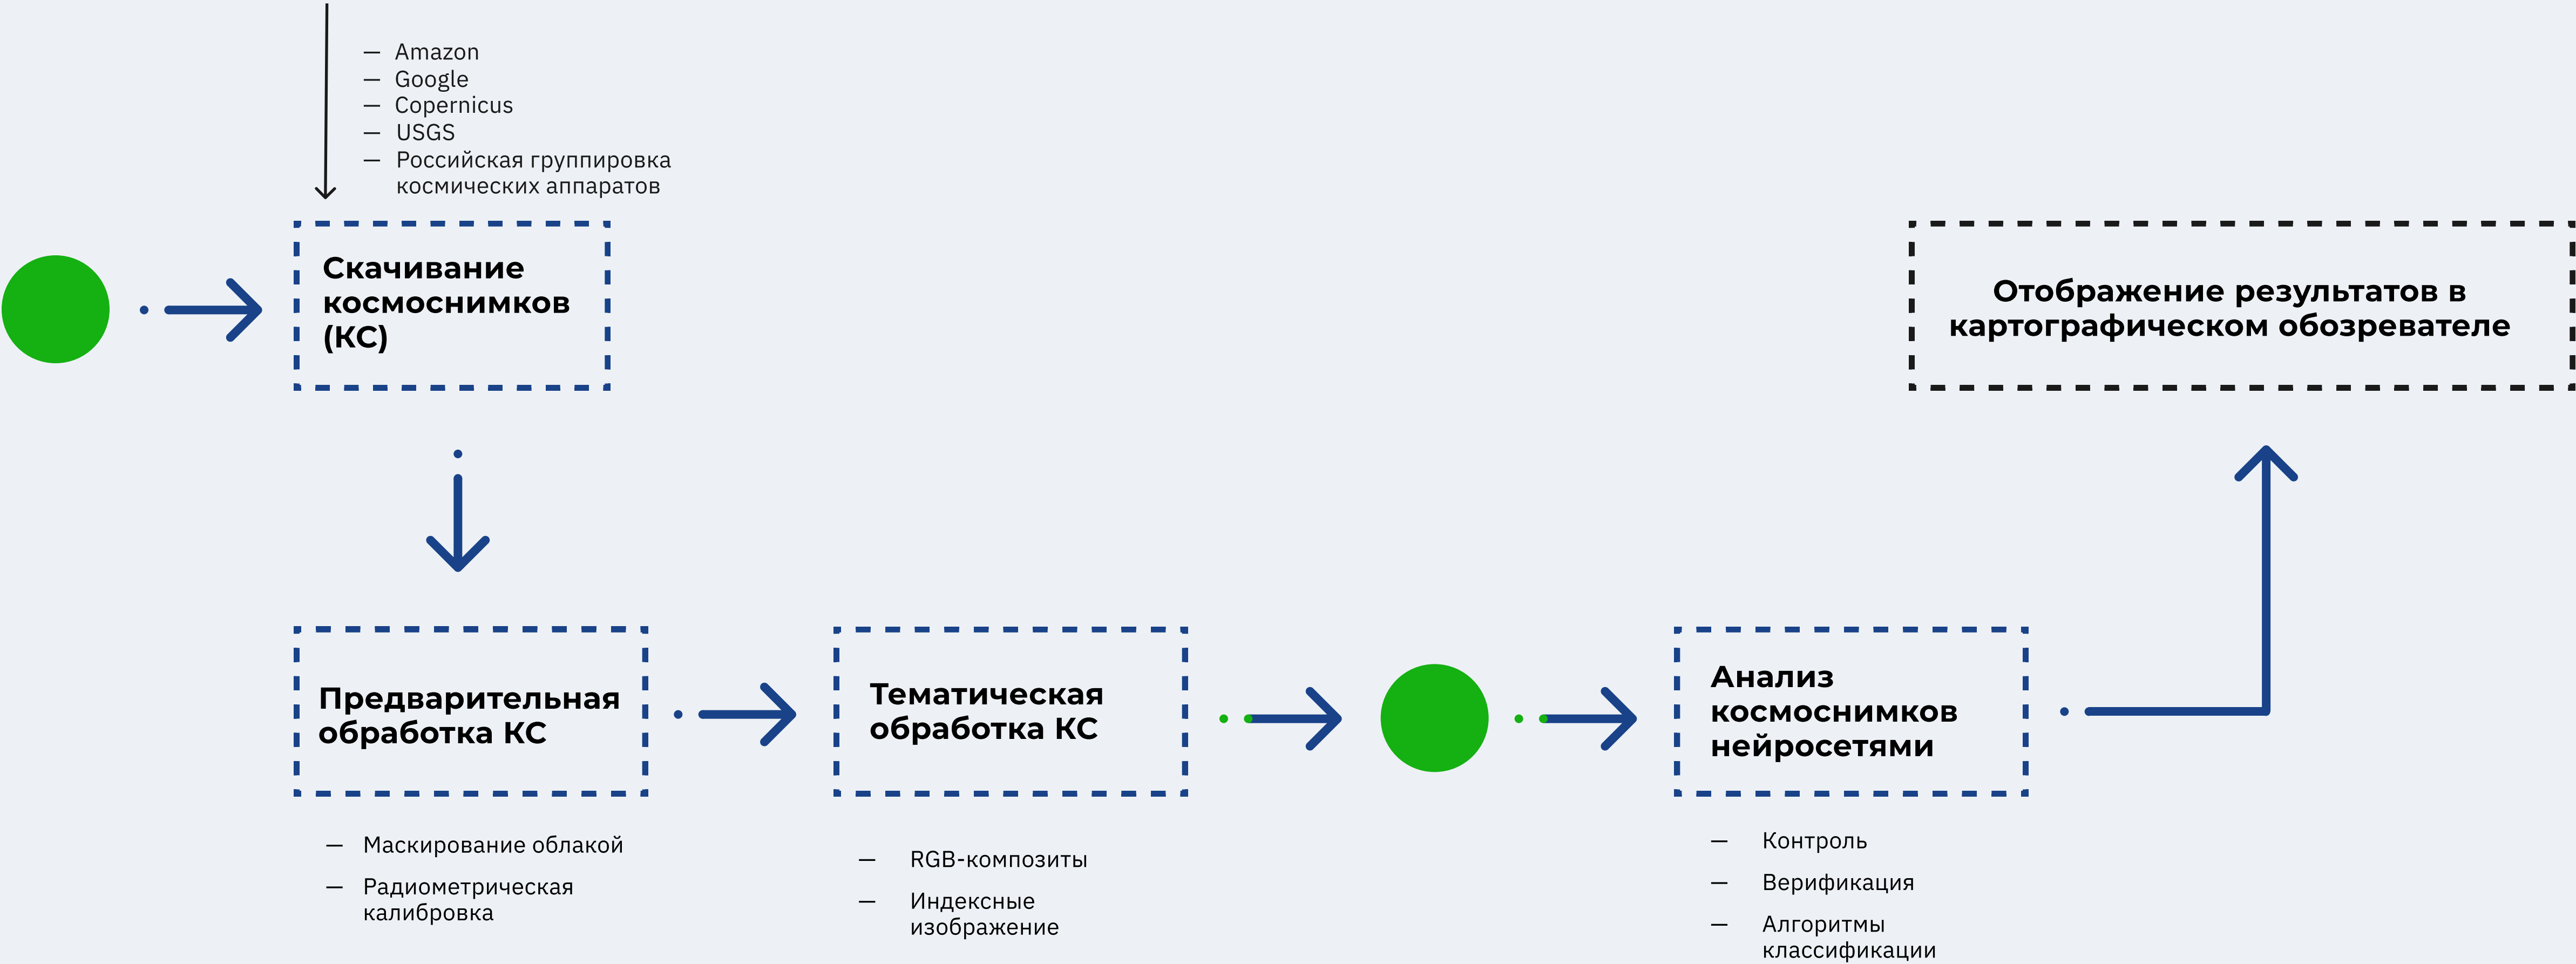 — Amazon
— Google
— Copernicus
— USGS
— Российская группировка
космических аппаратов
Скачивание
космоснимков
(КС)
Отображение результатов в
картографическом обозревателе
Предварительная
обработка КС
— Маскирование облакой
— Радиометрическая
калибровка
Тематическая
обработка КС
— RGB-композиты
— Индексные
изображение
Анализ
космоснимков
нейросетями
— Контроль
— Верификация
— Алгоритмы
классификации